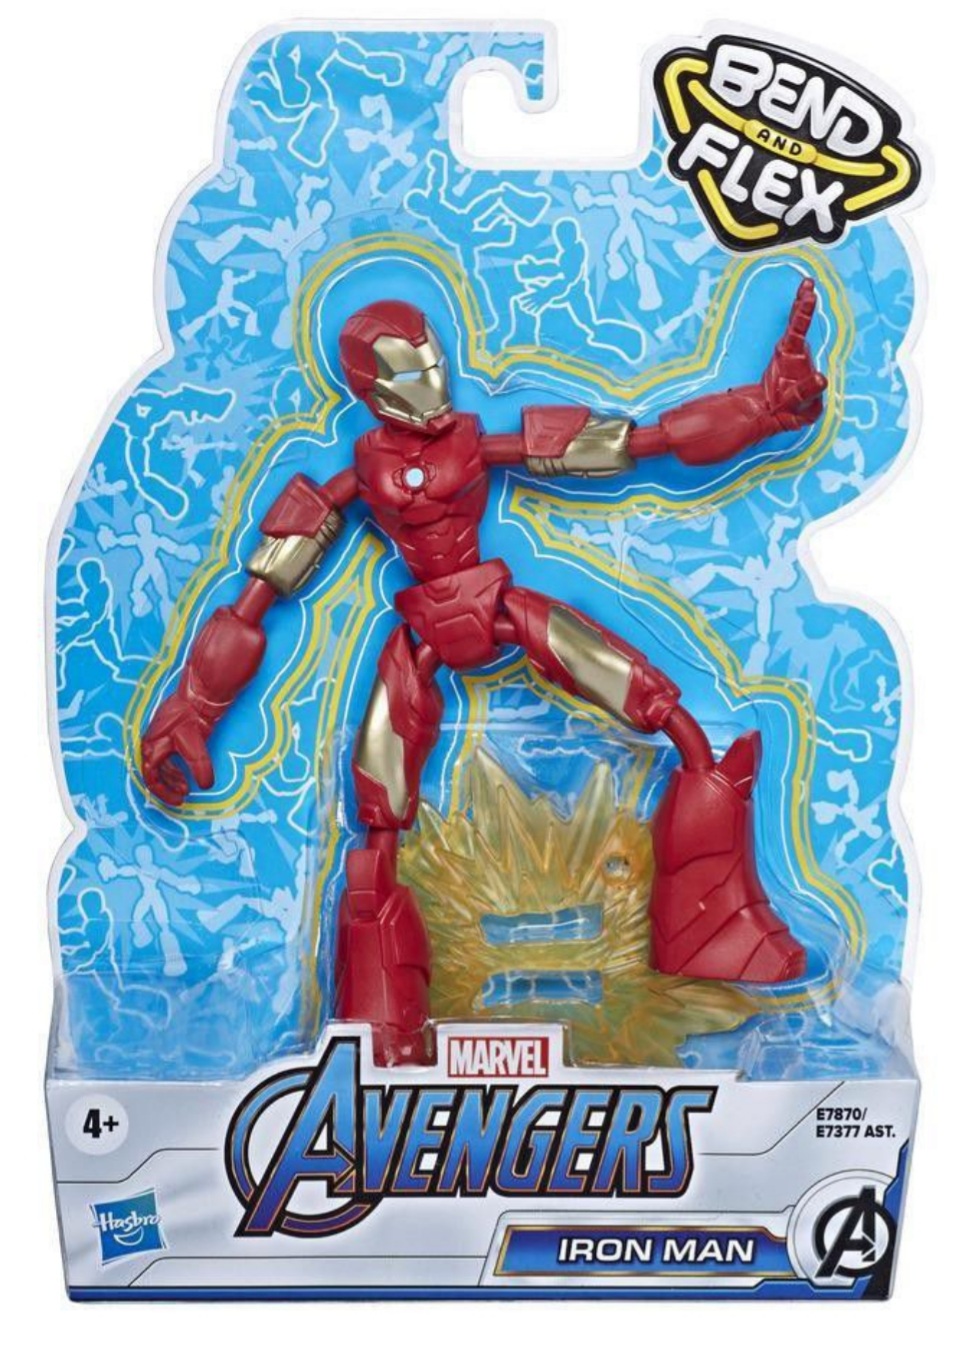 BEND
AND
FLEX
MARVEL
AVENGERS
4+
E7870/
E7377 AST.
Hasbro
IRON MAN